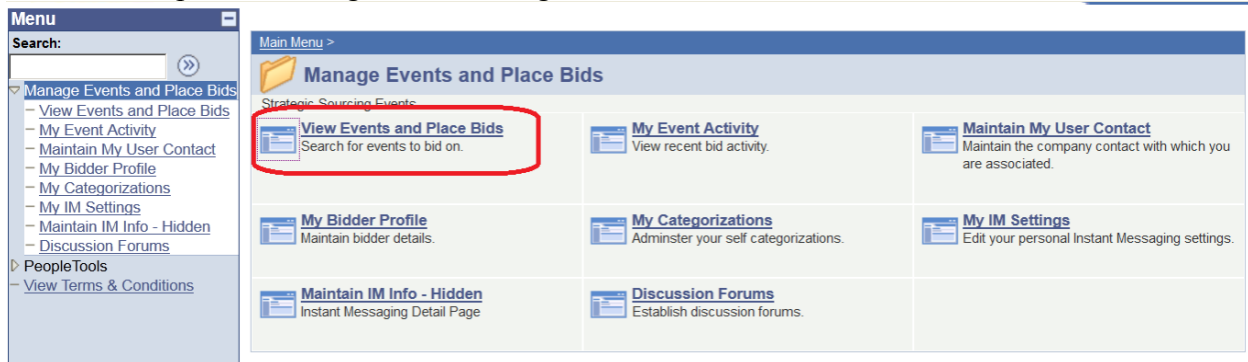 Menu
Search:
Manage Events and Place Bids
– View Events and Place Bids
– My Event Activity
– Maintain My User Contact
– My Bidder Profile
– My Categorizations
– My IM Settings
– Maintain IM Info - Hidden
– Discussion Forums
PeopleTools
– View Terms & Conditions
Main Menu >
Manage Events and Place Bids
Strategic Sourcing Events
View Events and Place Bids
Search for events to bid on.
My Event Activity
View recent bid activity.
Maintain My User Contact
Maintain the company contact with which you
are associated.
My Bidder Profile
Maintain bidder details.
My Categorizations
Adminster your self categorizations.
My IM Settings
Edit your personal Instant Messaging settings.
Maintain IM Info - Hidden
Instant Messaging Detail Page
Discussion Forums
Establish discussion forums.